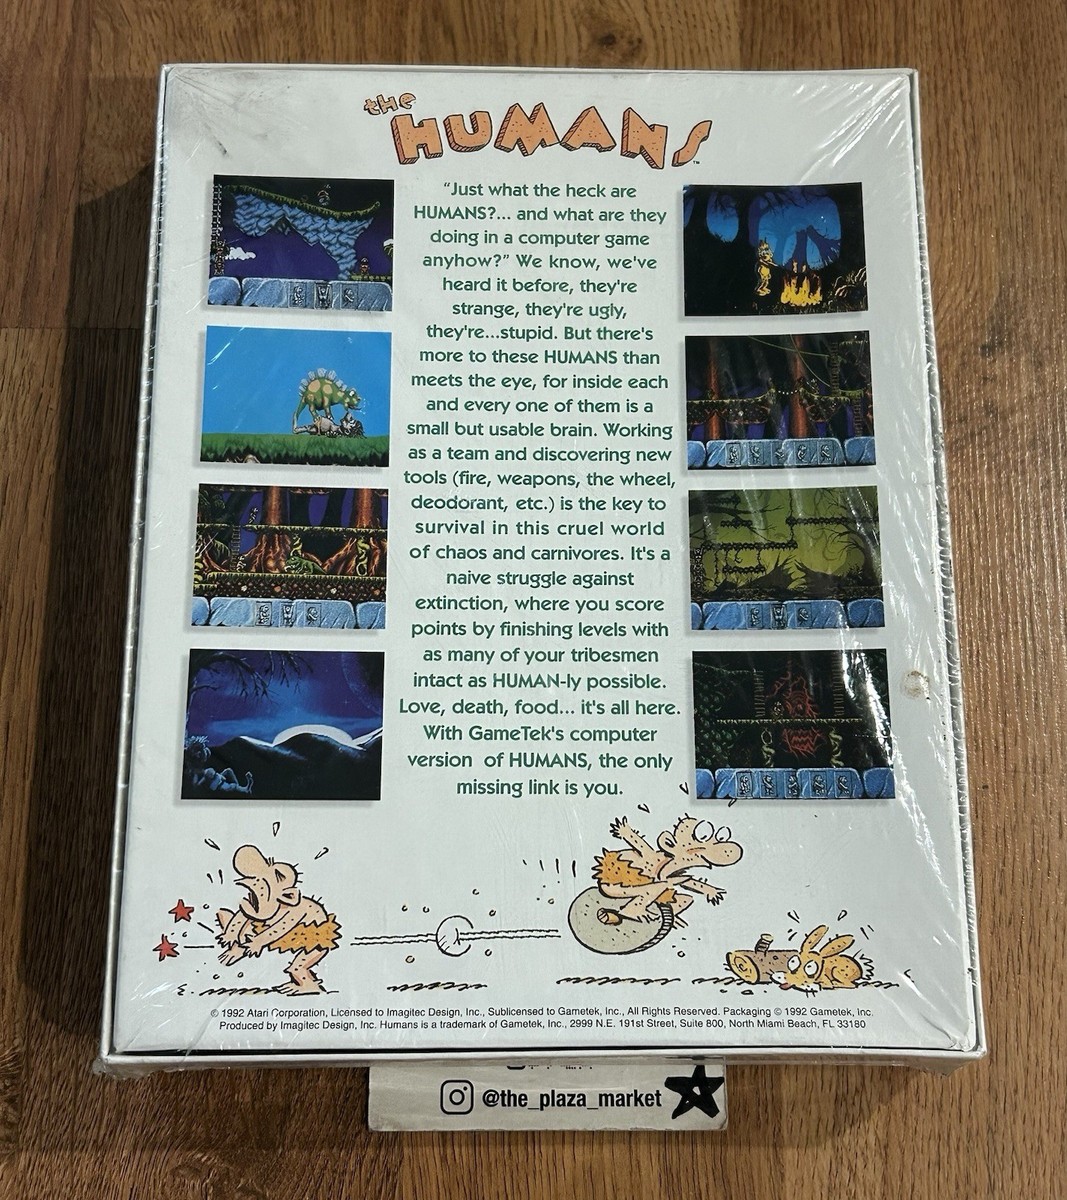 the
HUMANS™
"Just what the heck are
HUMANS?... and what are they
doing in a computer game
anyhow?" We know, we've
heard it before, they're
strange, they're ugly,
they're...stupid. But there's
more to these HUMANS than
meets the eye, for inside each
and every one of them is a
small but usable brain. Working
as a team and discovering new
tools (fire, weapons, the wheel,
deodorant, etc.) is the key to
survival in this cruel world
of chaos and carnivores. It's a
naive struggle against
extinction, where you score
points by finishing levels with
as many of your tribesmen
intact as HUMAN-ly possible.
Love, death, food... it's all here.
With GameTek's computer
version of HUMANS, the only
missing link is you.
© 1992 Atari Corporation, Licensed to Imagitec Design, Inc., Sublicensed to Gametek, Inc., All Rights Reserved. Packaging © 1992 Gametek, Inc.
Produced by Imagitec Design, Inc. Humans is a trademark of Gametek, Inc., 2999 N.E. 191st Street, Suite 800, North Miami Beach, FL 33180
@the_plaza_market